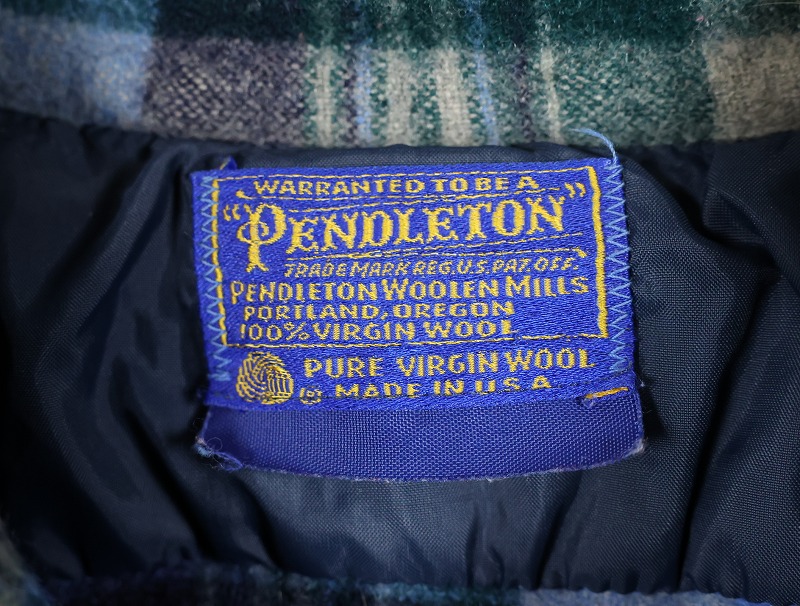 WARRANTED TO BE A
"PENDLETON"
TRADE MARK REG. U.S. PAT. OFF.
PENDLETON WOOLEN MILLS
PORTLAND, OREGON
100% VIRGIN WOOL
PURE VIRGIN WOOL
® MADE IN U S A